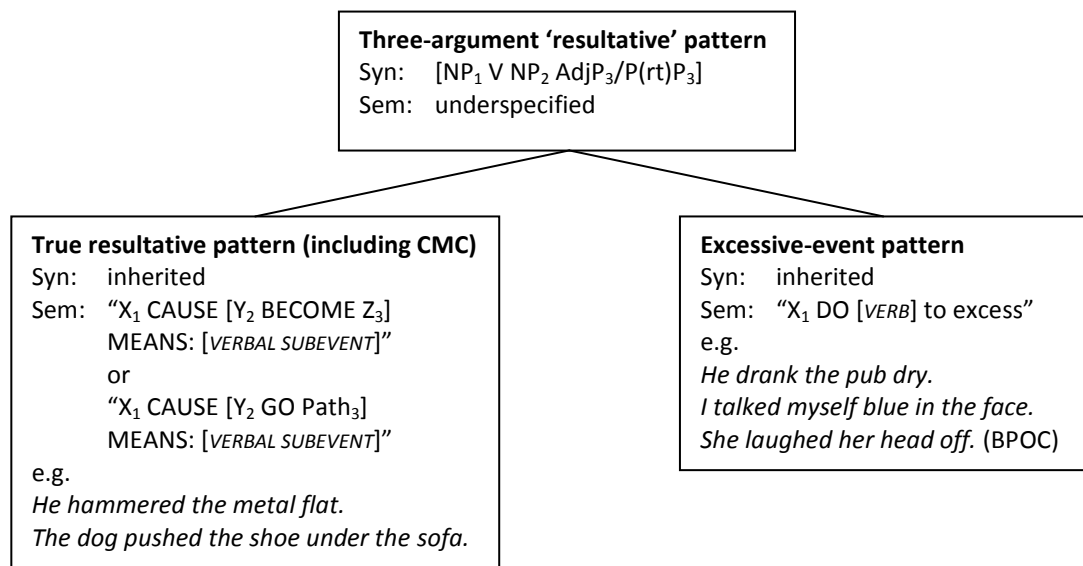 Three-argument ‘resultative’ pattern
Syn: [NP₁ V NP₂ AdjP₃/P(rt)P₃]
Sem: underspecified
True resultative pattern (including CMC)
Syn: inherited
Sem: “X₁ CAUSE [Y₂ BECOME Z₃]
MEANS: [VERBAL SUBEVENT]”
or
“X₁ CAUSE [Y₂ GO Path₃]
MEANS: [VERBAL SUBEVENT]”
e.g.
He hammered the metal flat.
The dog pushed the shoe under the sofa.
Excessive-event pattern
Syn: inherited
Sem: “X₁ DO [VERB] to excess”
e.g.
He drank the pub dry.
I talked myself blue in the face.
She laughed her head off. (BPOC)